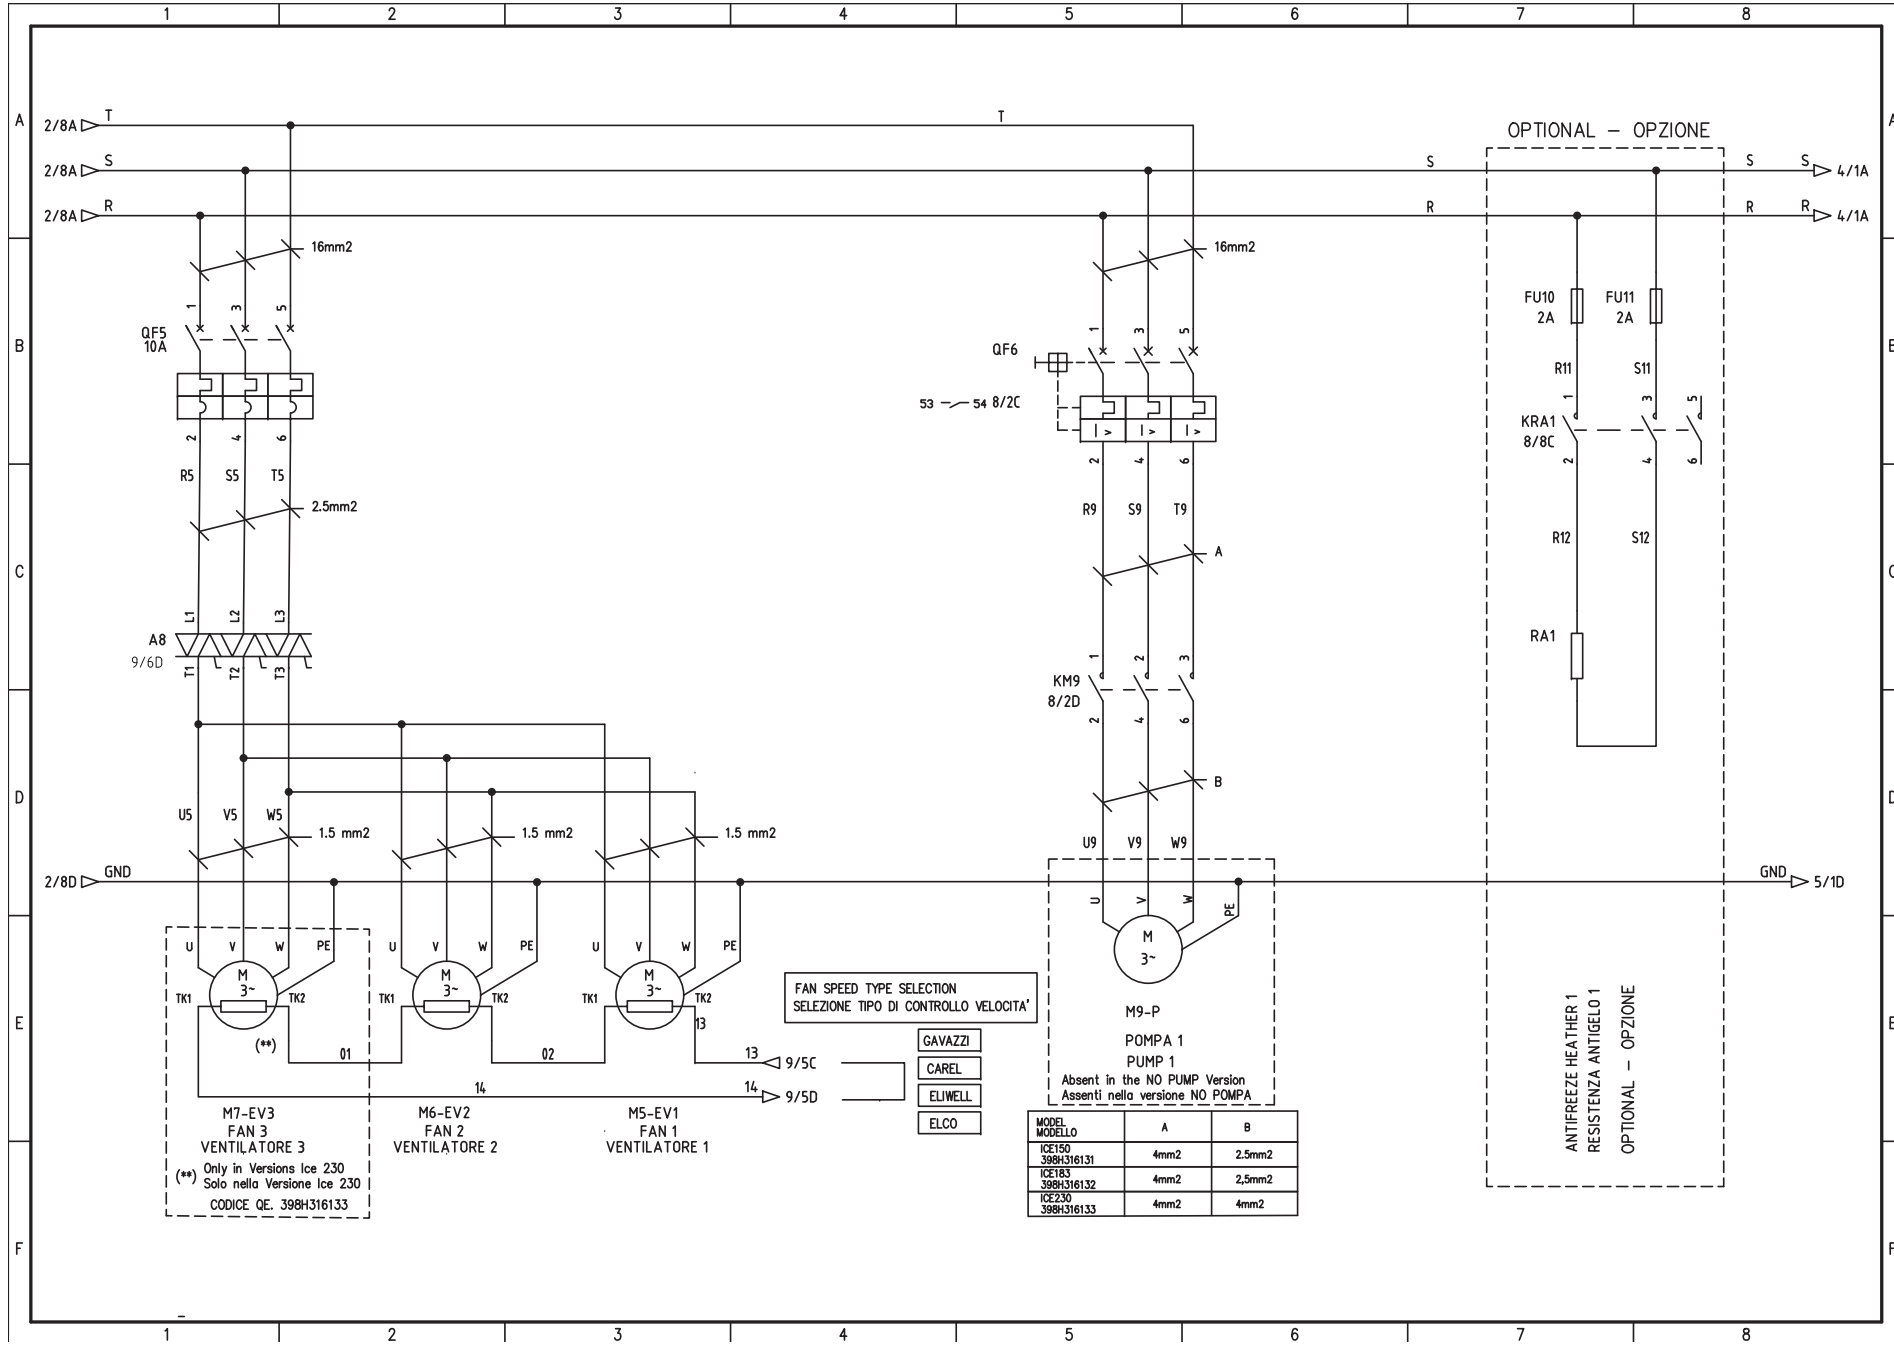 1 2 3 4 5 6 7 8
A
2/8A T T
OPTIONAL – OPZIONE
A
2/8A S S S S 4/1A
2/8A R R R R 4/1A
16mm2 16mm2
1 3 5
FU10 FU11
2A 2A
QF5
10A
B
1 3 5
QF6
53 54 8/2C
R11 S11
1 3 5
KRA1
8/8C
2 4 6
2 4 6
2 4 6
R5 S5 T5
2.5mm2
R9 S9 T9
R12 S12
A
C
L1 L2 L3
A8
9/6D
T1 T2 T3
RA1
1 2 3
KM9
8/2D
2 4 6
B
D
U5 V5 W5
1.5 mm2 1.5 mm2 1.5 mm2
U9 V9 W9
2/8D GND GND 5/1D
U V W PE
U V W PE U V W PE U V W PE
M
3~
M
3~
M
3~
M
3~
TK1 TK2 TK1 TK2 TK1 TK2
13
E
(**)
01 02
13 9/5C
14 14 9/5D
FAN SPEED TYPE SELECTION
SELEZIONE TIPO DI CONTROLLO VELOCITA'
GAVAZZI
CAREL
ELIWELL
ELCO
M9-P
POMPA 1
PUMP 1
Absent in the NO PUMP Version
Assenti nella versione NO POMPA
ANTIFREEZE HEATHER 1
RESISTENZA ANTIGELO 1
OPTIONAL – OPZIONE
M7-EV3
FAN 3
VENTILATORE 3
M6-EV2
FAN 2
VENTILATORE 2
M5-EV1
FAN 1
VENTILATORE 1
(**) Only in Versions Ice 230
Solo nella Versione Ice 230
CODICE QE. 398H316133
MODEL
MODELLO A B
ICE150
398H316131 4mm2 2.5mm2
ICE183
398H316132 4mm2 2,5mm2
ICE230
398H316133 4mm2 4mm2
F
1 2 3 4 5 6 7 8